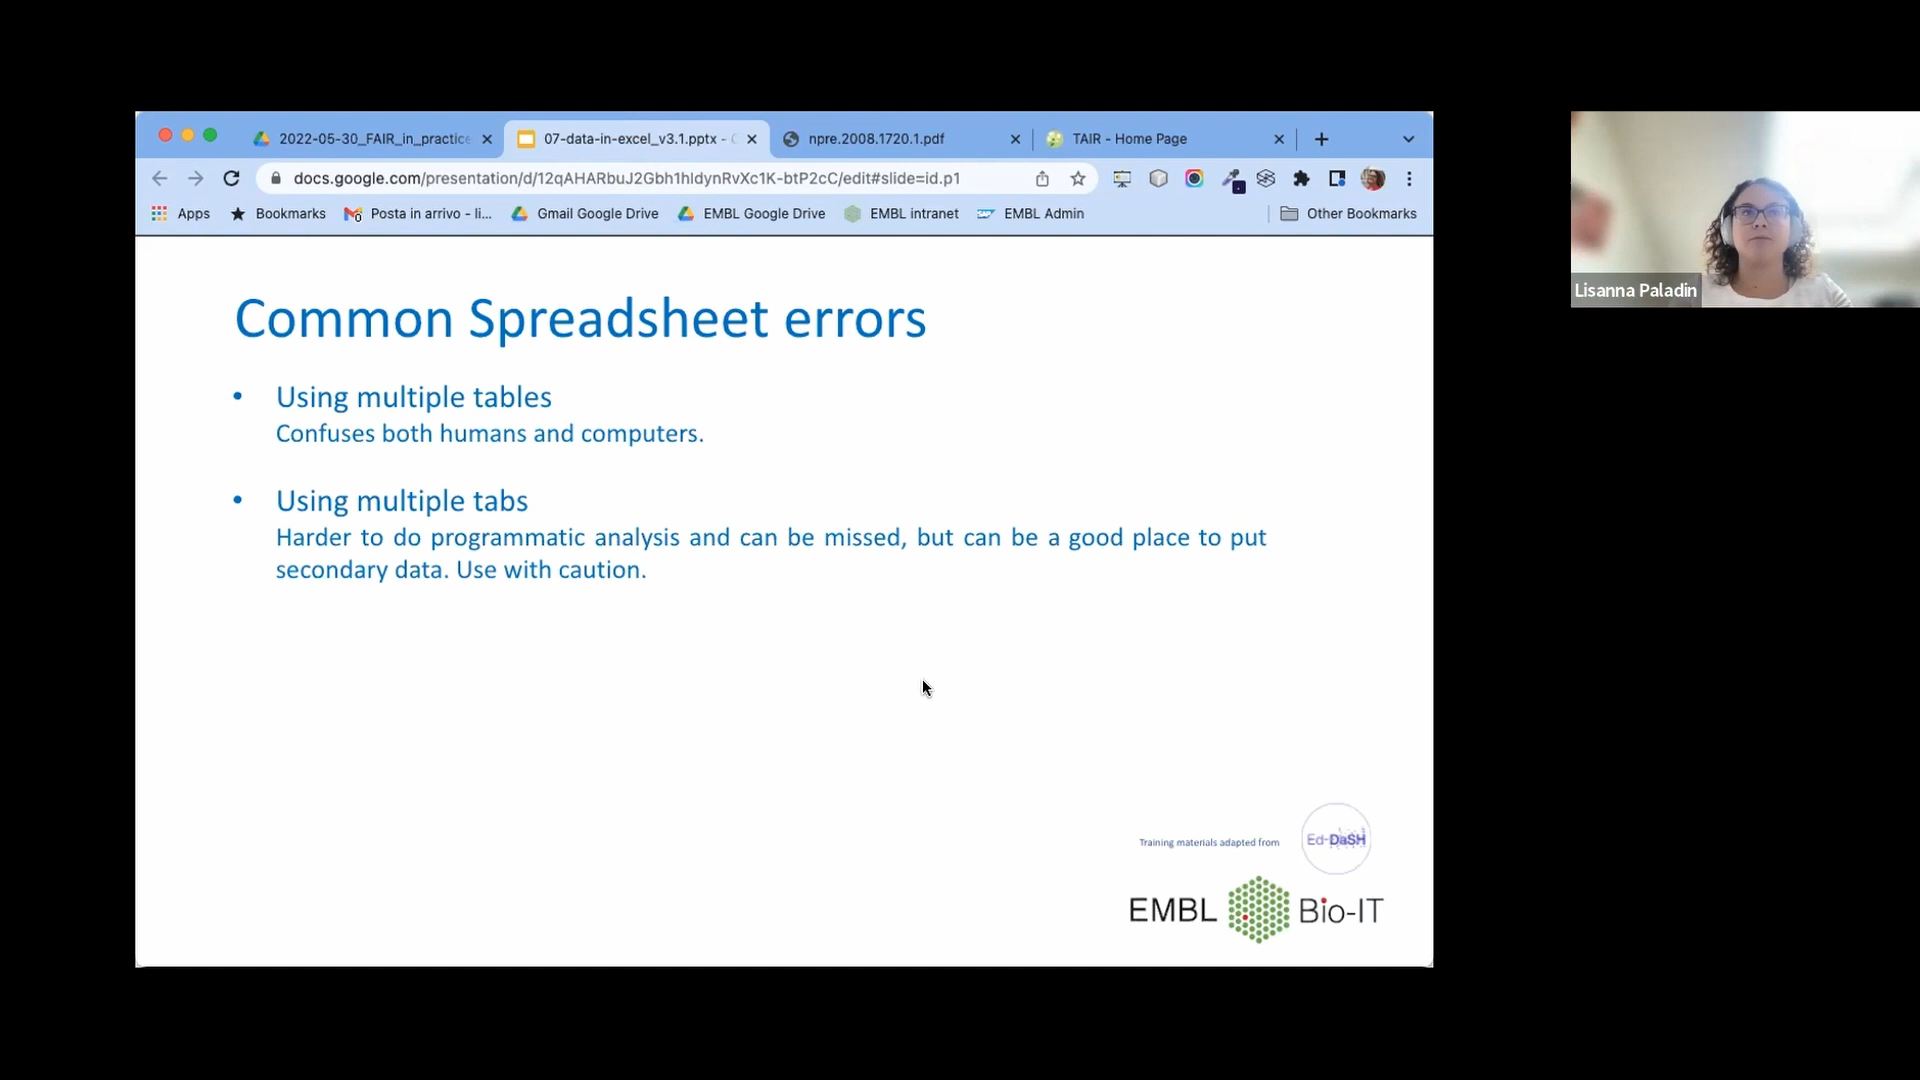 2022-05-30_FAIR_in_practice
07-data-in-excel_v3.1.pptx -
npre.2008.1720.1.pdf
TAIR - Home Page
docs.google.com/presentation/d/12qAHARbuJ2Gbh1hldynRvXc1K-btP2cC/edit#slide=id.p1
Apps
Bookmarks
Posta in arrivo - li...
Gmail Google Drive
EMBL Google Drive
EMBL intranet
EMBL Admin
Other Bookmarks
Common Spreadsheet errors
• Using multiple tables
Confuses both humans and computers.
• Using multiple tabs
Harder to do programmatic analysis and can be missed, but can be a good place to put
secondary data. Use with caution.
Lisanna Paladin
Training materials adapted from
Ed-DaSH
EMBL Bio-IT